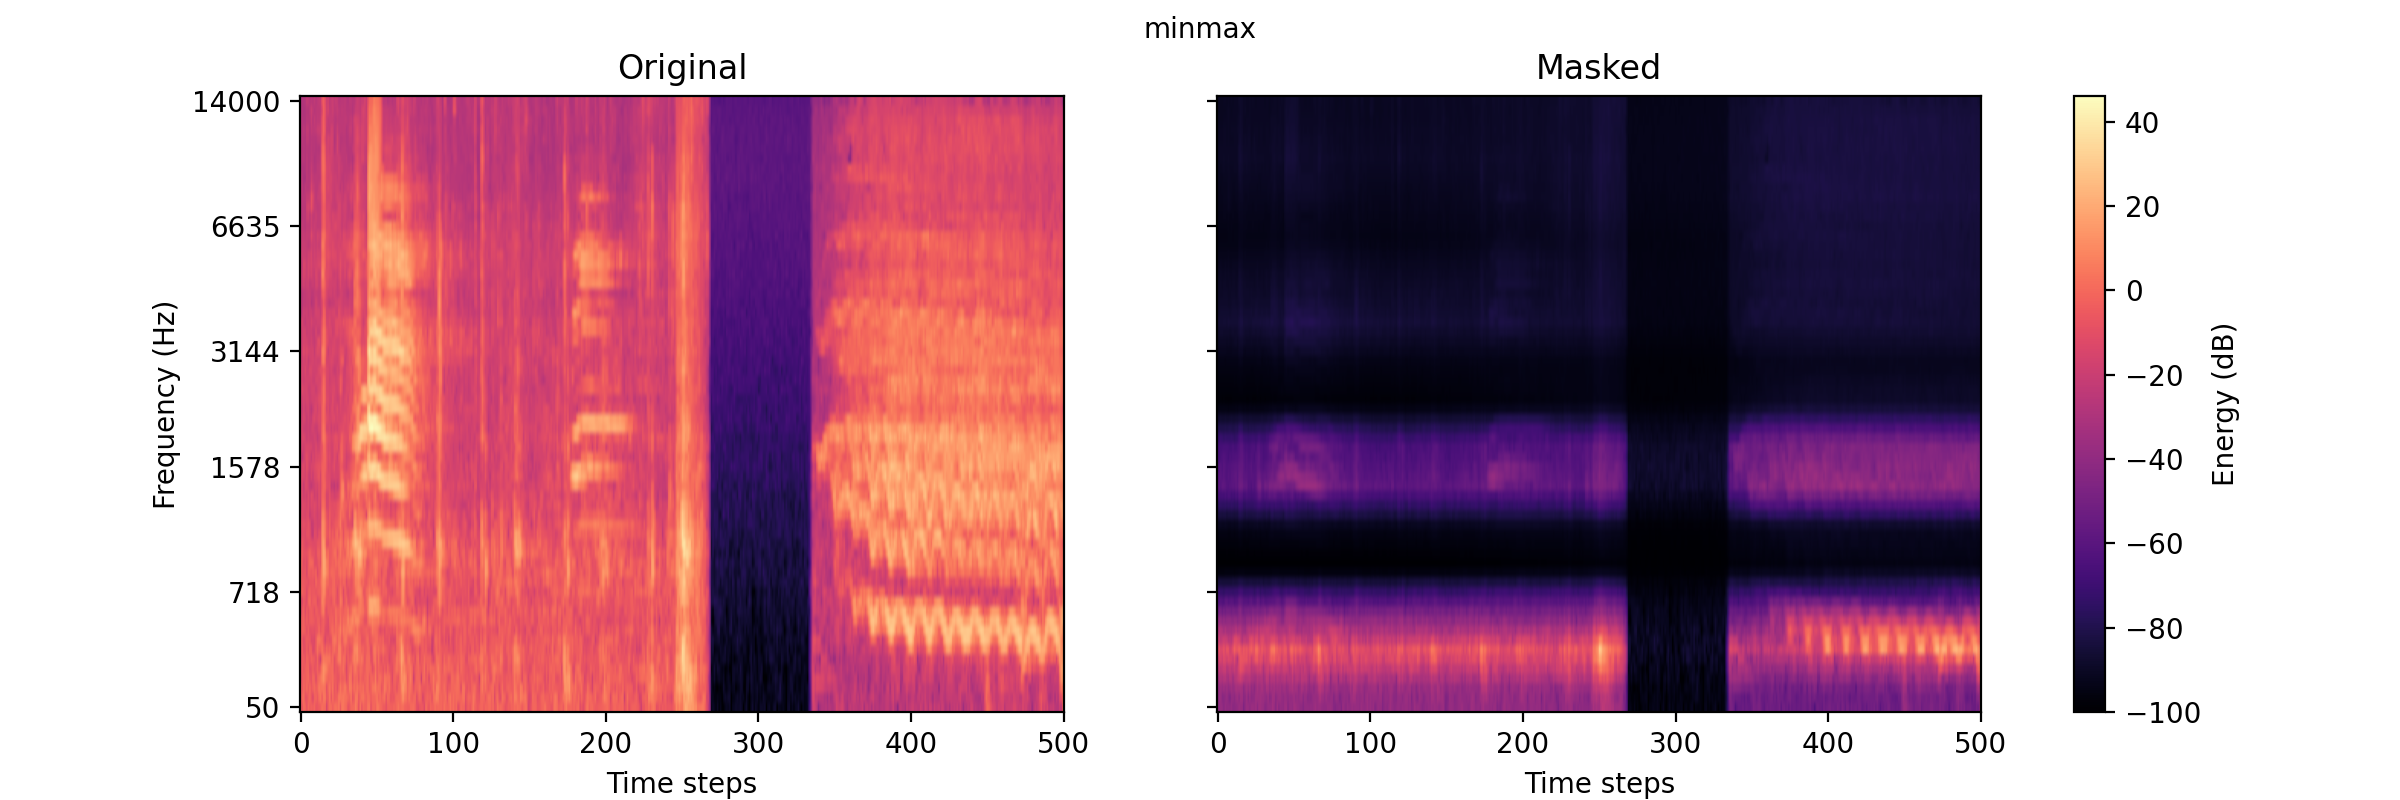 minmax
Original
Masked
14000
6635
3144
1578
718
50
Frequency (Hz)
0 100 200 300 400 500
Time steps
0 100 200 300 400 500
Time steps
40
20
0
−20
−40
−60
−80
−100
Energy (dB)